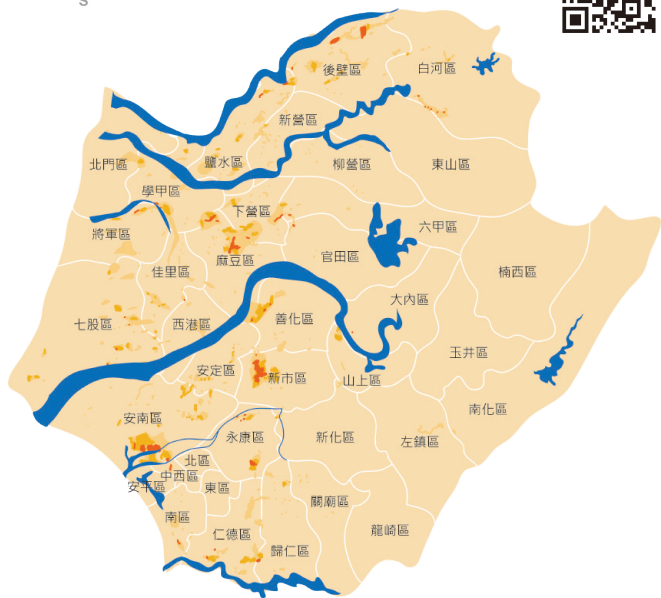 S
後壁區
白河區
新營區
北門區
鹽水區
柳營區
東山區
學甲區
下營區
將軍區
六甲區
官田區
麻豆區
佳里區
楠西區
大內區
七股區
西港區
善化區
玉井區
安定區
新市區
山上區
南化區
安南區
永康區
新化區
左鎮區
北區
中西區
安平區
東區
關廟區
南區
龍崎區
仁德區
歸仁區